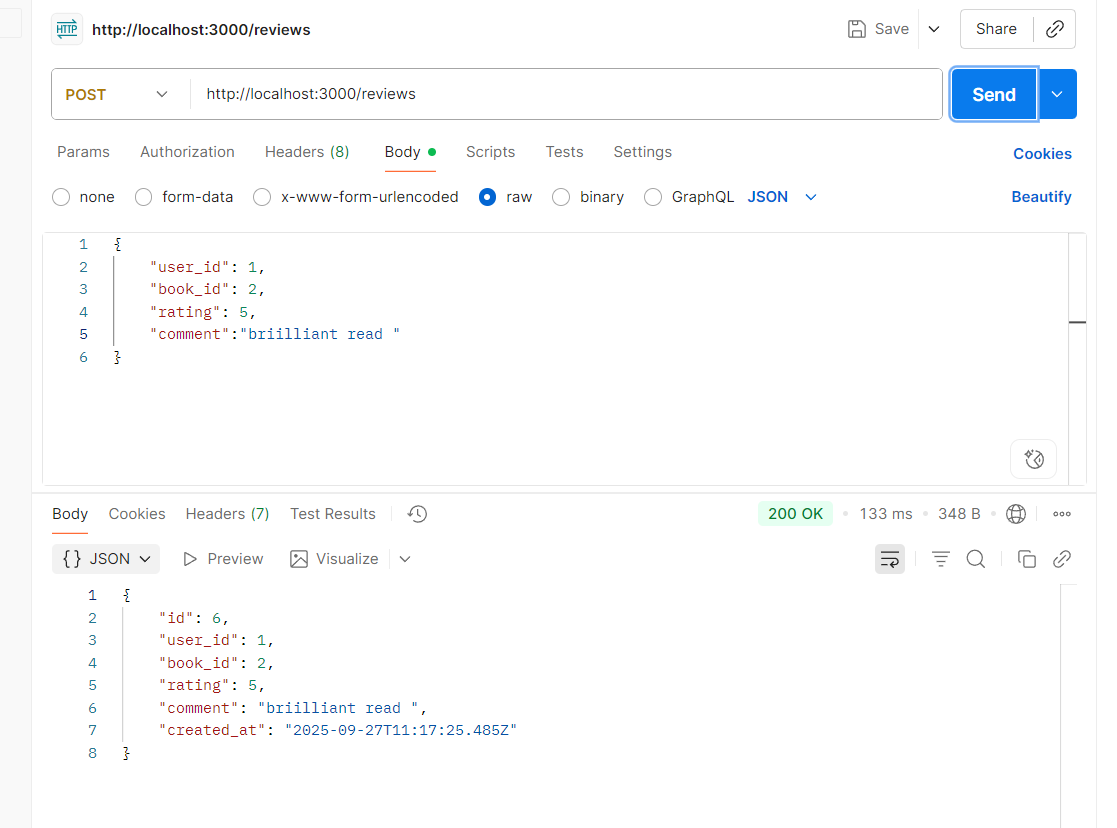 HTTP http://localhost:3000/reviews Save Share
POST http://localhost:3000/reviews Send
Params Authorization Headers (8) Body Scripts Tests Settings Cookies
none form-data x-www-form-urlencoded raw binary GraphQL JSON Beautify
1 {
2 "user_id": 1,
3 "book_id": 2,
4 "rating": 5,
5 "comment":"briilliant read "
6 }
Body Cookies Headers (7) Test Results 200 OK 133 ms 348 B
{} JSON Preview Visualize
1 {
2 "id": 6,
3 "user_id": 1,
4 "book_id": 2,
5 "rating": 5,
6 "comment": "briilliant read ",
7 "created_at": "2025-09-27T11:17:25.485Z"
8 }